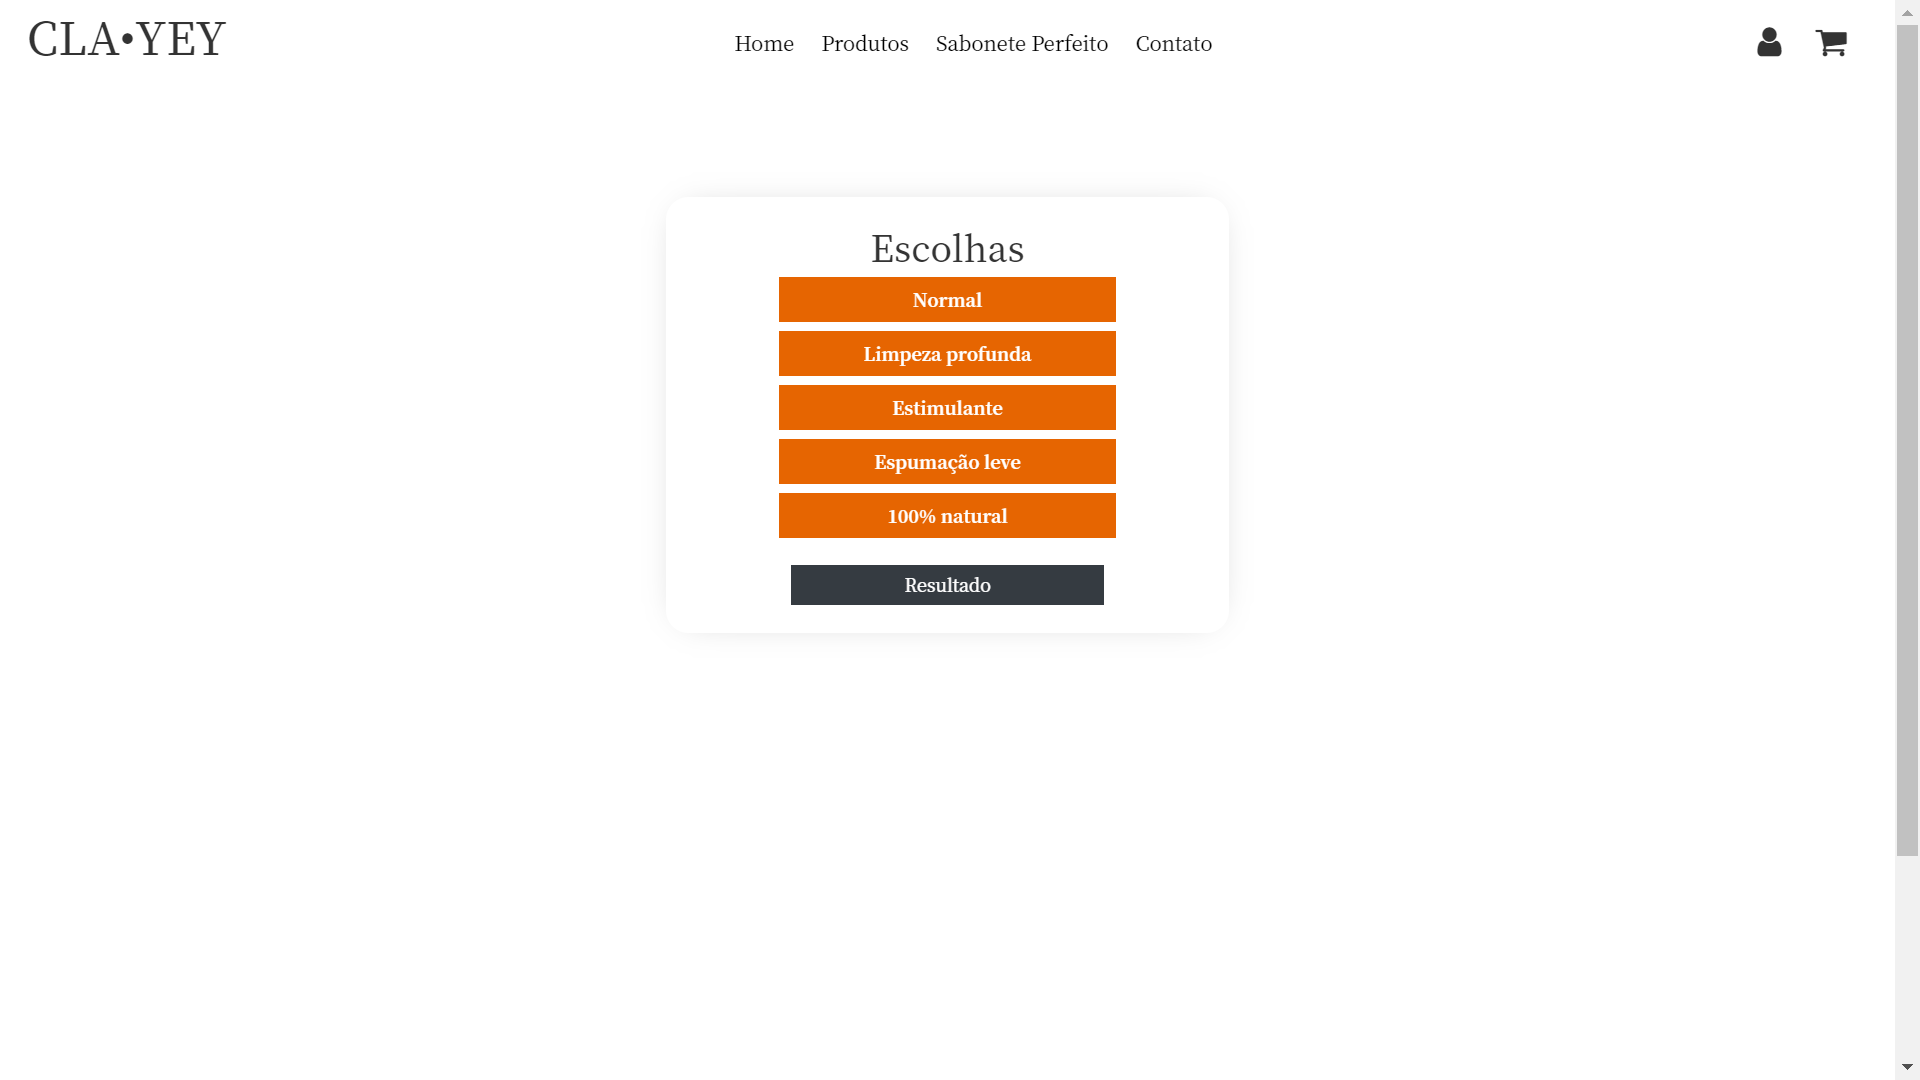 CLA•YEY
Home Produtos Sabonete Perfeito Contato
Escolhas
Normal
Limpeza profunda
Estimulante
Espumação leve
100% natural
Resultado